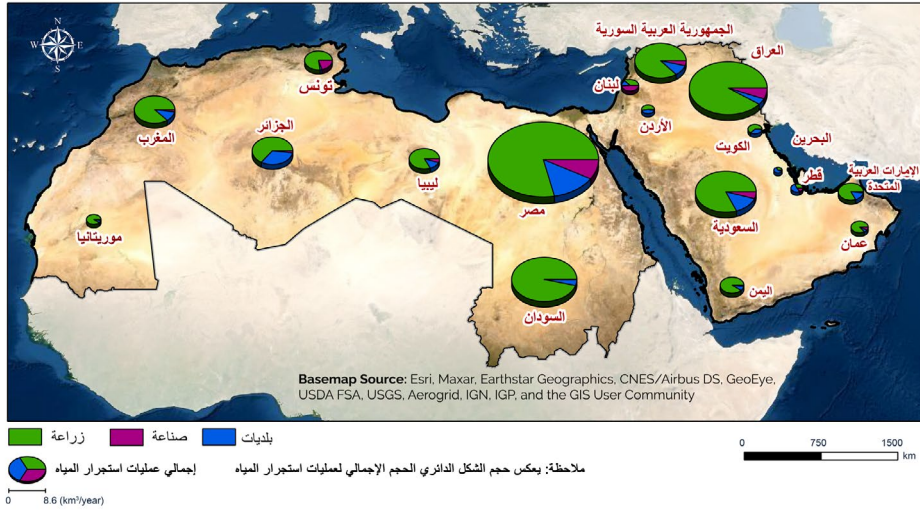 N
W E
S
الجمهورية العربية السورية
العراق
تونس
لبنان
الأردن
المغرب
الجزائر
ليبيا
الكويت
البحرين
قطر
الإمارات العربية
المتحدة
مصر
السعودية
موريتانيا
عمان
السودان
اليمن
Basemap Source: Esri, Maxar, Earthstar Geographics, CNES/Airbus DS, GeoEye,
USDA FSA, USGS, Aerogrid, IGN, IGP, and the GIS User Community
زراعة صناعة بلديات
0 750 1500
km
إجمالي عمليات استجرار المياه ملاحظة: يعكس حجم الشكل الدائري الحجم الإجمالي لعمليات استجرار المياه
0 8.6 (km³/year)